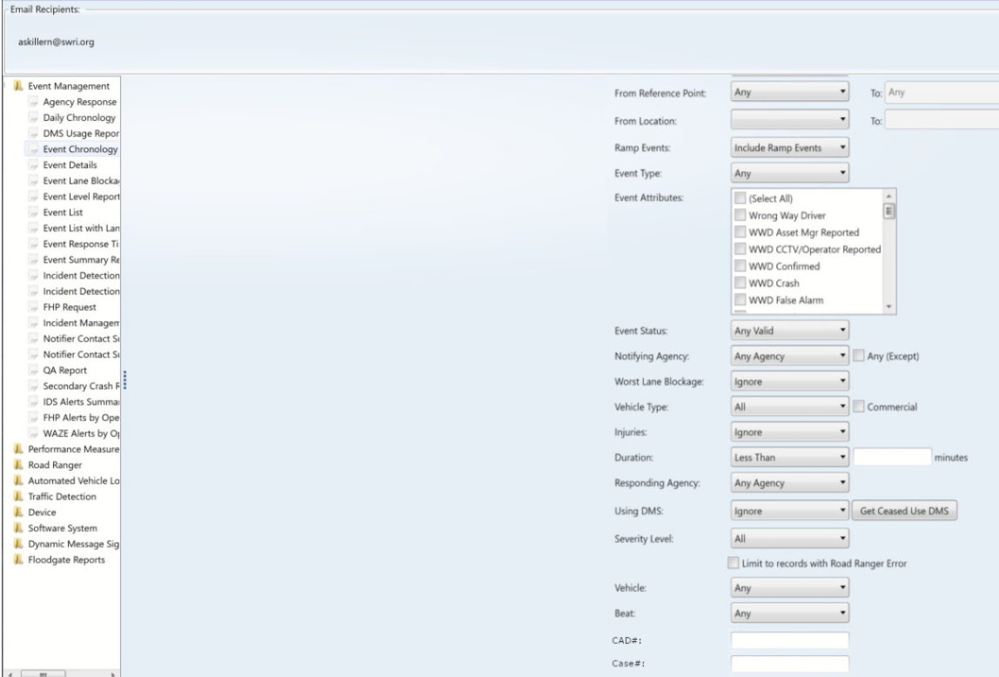 Email Recipients:
askillern@swri.org
Event Management
Agency Response
Daily Chronology
DMS Usage Repor
Event Chronology
Event Details
Event Lane Blocka
Event Level Report
Event List
Event List with Lan
Event Response Ti
Event Summary Re
Incident Detection
Incident Detection
FHP Request
Incident Managem
Notifier Contact Su
Notifier Contact Su
QA Report
Secondary Crash R
IDS Alerts Summa
FHP Alerts by Ope
WAZE Alerts by Op
Performance Measure
Road Ranger
Automated Vehicle Lo
Traffic Detection
Device
Software System
Dynamic Message Sig
Floodgate Reports
From Reference Point: Any To: Any
From Location: To:
Ramp Events: Include Ramp Events
Event Type: Any
Event Attributes: (Select All)
Wrong Way Driver
WWD Asset Mgr Reported
WWD CCTV/Operator Reported
WWD Confirmed
WWD Crash
WWD False Alarm
Event Status: Any Valid
Notifying Agency: Any Agency Any (Except)
Worst Lane Blockage: Ignore
Vehicle Type: All Commercial
Injuries: Ignore
Duration: Less Than minutes
Responding Agency: Any Agency
Using DMS: Ignore Get Ceased Use DMS
Severity Level: All
Limit to records with Road Ranger Error
Vehicle: Any
Beat: Any
CAD#:
Case#: